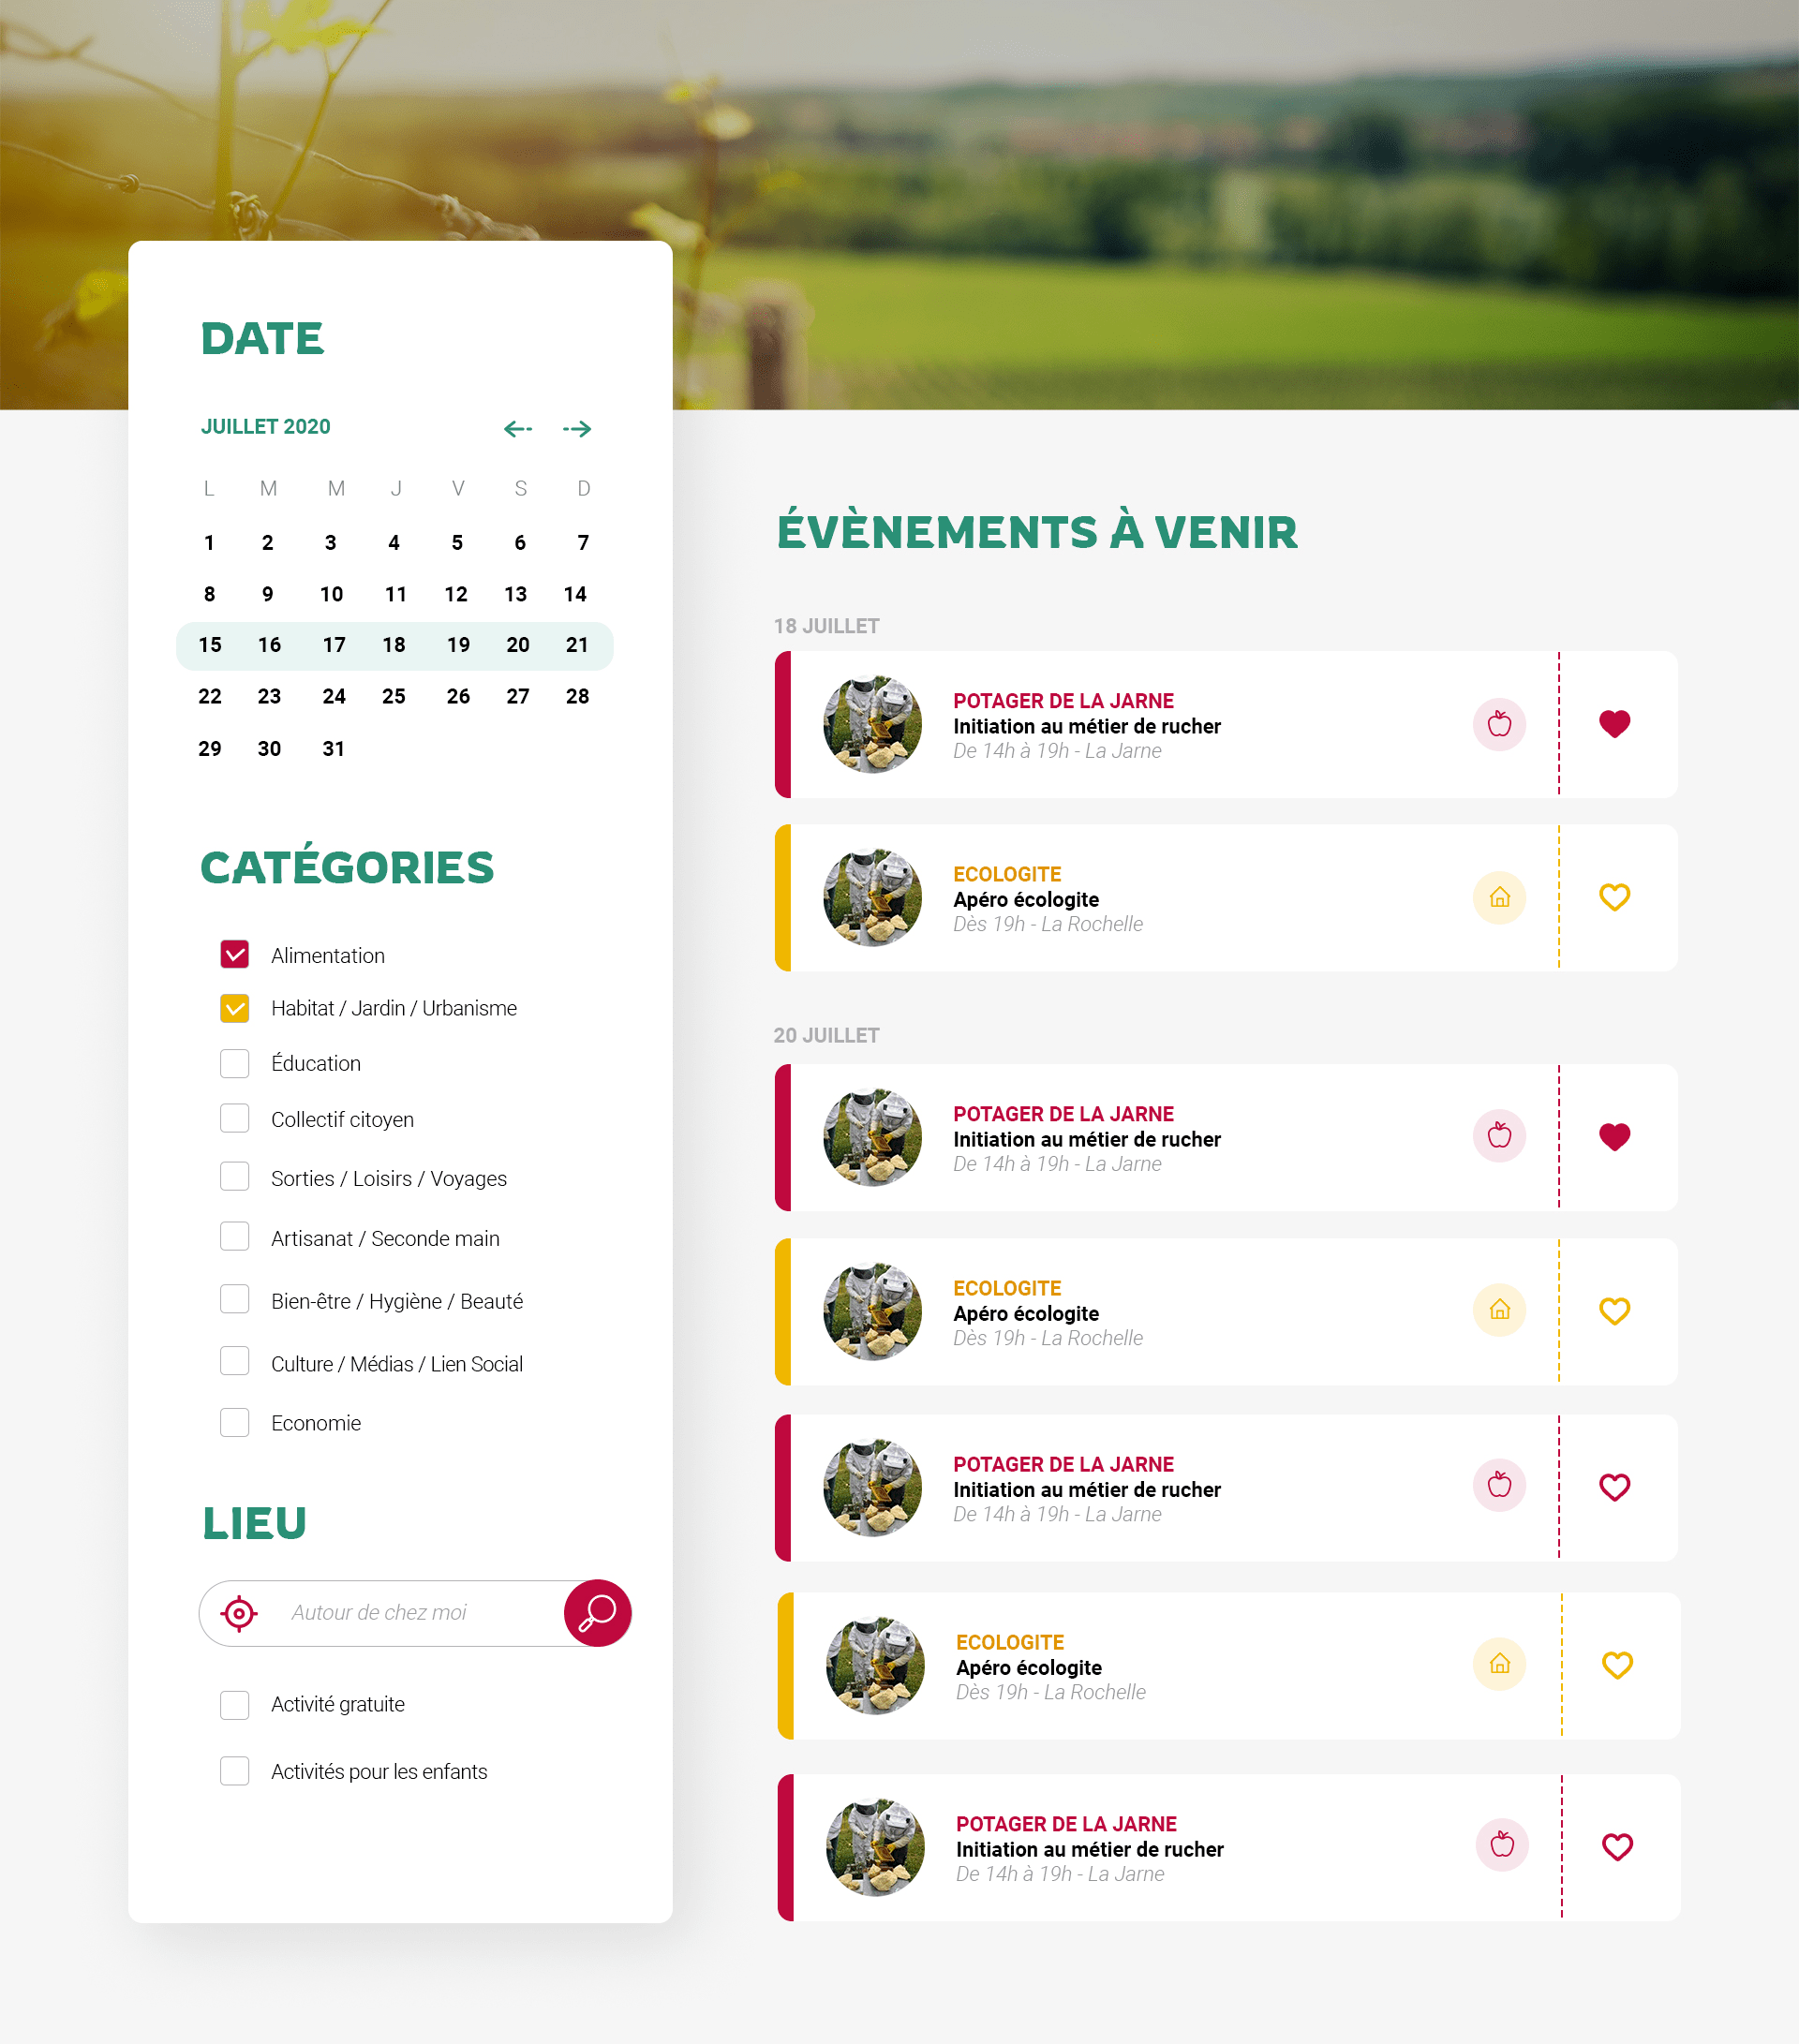 DATE
JUILLET 2020
L M M J V S D
1 2 3 4 5 6 7
8 9 10 11 12 13 14
15 16 17 18 19 20 21
22 23 24 25 26 27 28
29 30 31
CATÉGORIES
Alimentation
Habitat / Jardin / Urbanisme
Éducation
Collectif citoyen
Sorties / Loisirs / Voyages
Artisanat / Seconde main
Bien-être / Hygiène / Beauté
Culture / Médias / Lien Social
Economie
LIEU
Autour de chez moi
Activité gratuite
Activités pour les enfants
ÉVÈNEMENTS À VENIR
18 JUILLET
POTAGER DE LA JARNE
Initiation au métier de rucher
De 14h à 19h - La Jarne
ECOLOGITE
Apéro écologite
Dès 19h - La Rochelle
20 JUILLET
POTAGER DE LA JARNE
Initiation au métier de rucher
De 14h à 19h - La Jarne
ECOLOGITE
Apéro écologite
Dès 19h - La Rochelle
POTAGER DE LA JARNE
Initiation au métier de rucher
De 14h à 19h - La Jarne
ECOLOGITE
Apéro écologite
Dès 19h - La Rochelle
POTAGER DE LA JARNE
Initiation au métier de rucher
De 14h à 19h - La Jarne